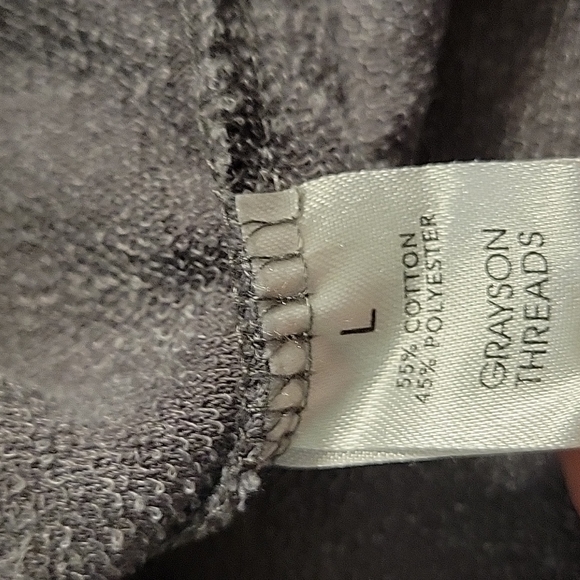 L
55% COTTON
45% POLYESTER
GRAYSON
THREADS